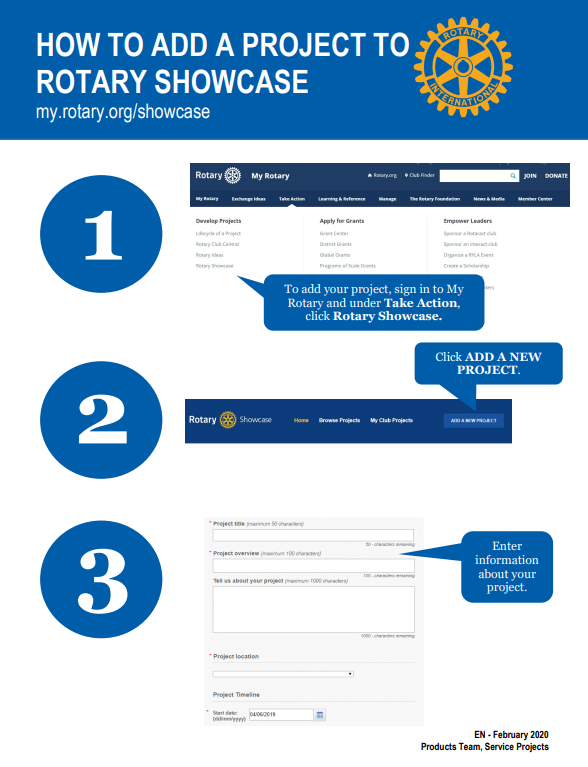 HOW TO ADD A PROJECT TO
ROTARY SHOWCASE
my.rotary.org/showcase
ROTARY
INTERNATIONAL
1
Rotary My Rotary Rotary.org Club Finder JOIN DONATE
My Rotary Exchange Ideas Take Action Learning & Reference Manage The Rotary Foundation News & Media Member Center
Develop Projects Apply for Grants Empower Leaders
Lifecycle of a Project Grant Center Sponsor a Rotaract club
Rotary Club Central District Grants Sponsor an Interact club
Rotary Ideas Global Grants Organize a RYLA Event
Rotary Showcase Programs of Scale Grants Create a Scholarship
To add your project, sign in to My
Rotary and under Take Action,
click Rotary Showcase.
Click ADD A NEW
PROJECT.
2
Rotary Showcase Home Browse Projects My Club Projects ADD A NEW PROJECT
3
* Project title (maximum 50 characters)
50 - characters remaining
* Project overview (maximum 100 characters)
100 - characters remaining
Tell us about your project (maximum 1000 characters)
1000 - characters remaining
* Project location
Project Timeline
* Start date: 04/06/2019
(dd/mm/yyyy)
Enter
information
about your
project.
EN - February 2020
Products Team, Service Projects